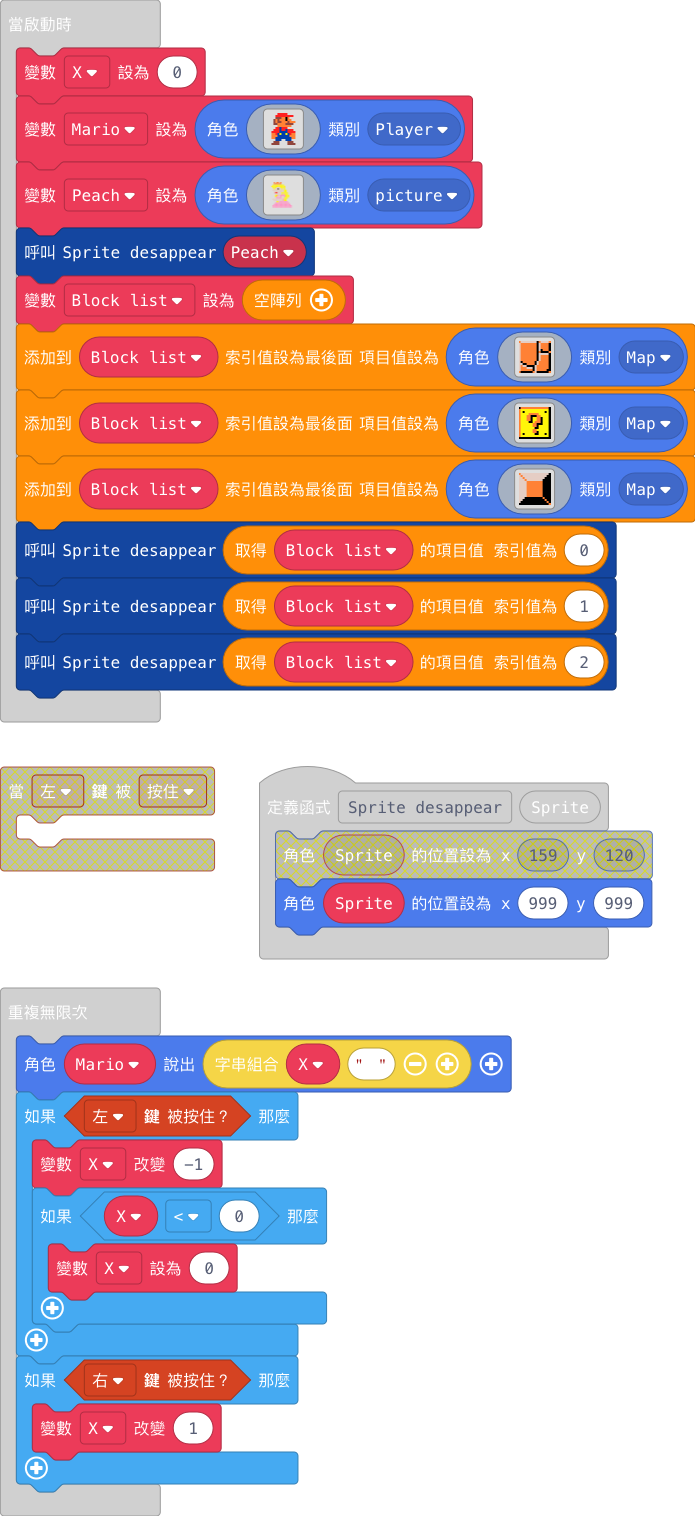 當啟動時
變數 X 設為 0
變數 Mario 設為 角色 類別 Player
變數 Peach 設為 角色 類別 picture
呼叫 Sprite desappear Peach
變數 Block list 設為 空陣列
添加到 Block list 索引值設為最後面 項目值設為 角色 類別 Map
添加到 Block list 索引值設為最後面 項目值設為 角色 ? 類別 Map
添加到 Block list 索引值設為最後面 項目值設為 角色 類別 Map
呼叫 Sprite desappear 取得 Block list 的項目值 索引值為 0
呼叫 Sprite desappear 取得 Block list 的項目值 索引值為 1
呼叫 Sprite desappear 取得 Block list 的項目值 索引值為 2
當 左 鍵 被 按住
定義函式 Sprite desappear Sprite
角色 Sprite 的位置設為 x 159 y 120
角色 Sprite 的位置設為 x 999 y 999
重複無限次
角色 Mario 說出 字串組合 X " "
如果 左 鍵 被按住? 那麼
變數 X 改變 -1
如果 X < 0 那麼
變數 X 設為 0
如果 右 鍵 被按住? 那麼
變數 X 改變 1